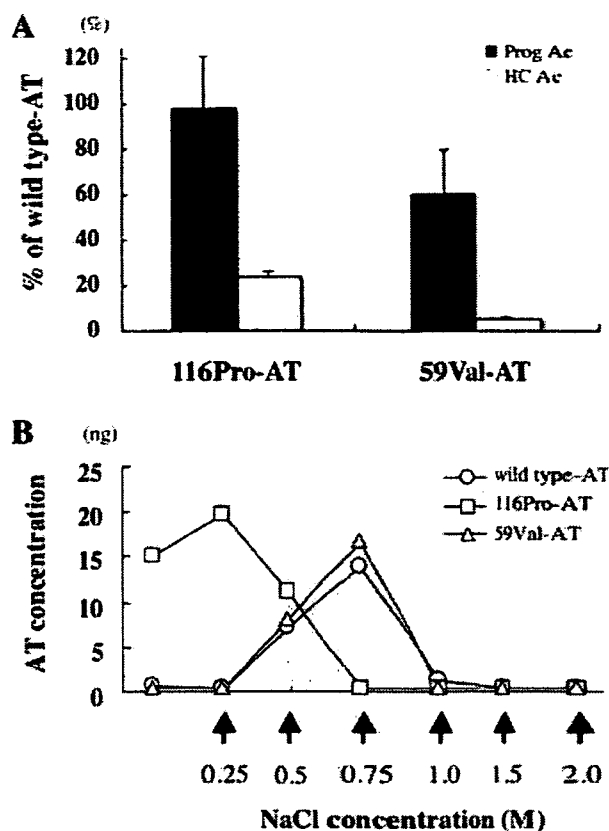 A
(%)
Prog Ac
HC Ac
120
100
80
60
40
20
0
% of wild type-AT
116Pro-AT 59Val-AT
B
(ng)
wild type-AT
116Pro-AT
59Val-AT
25
20
15
10
5
0
AT concentration
0.25 0.5 0.75 1.0 1.5 2.0
NaCl concentration (M)